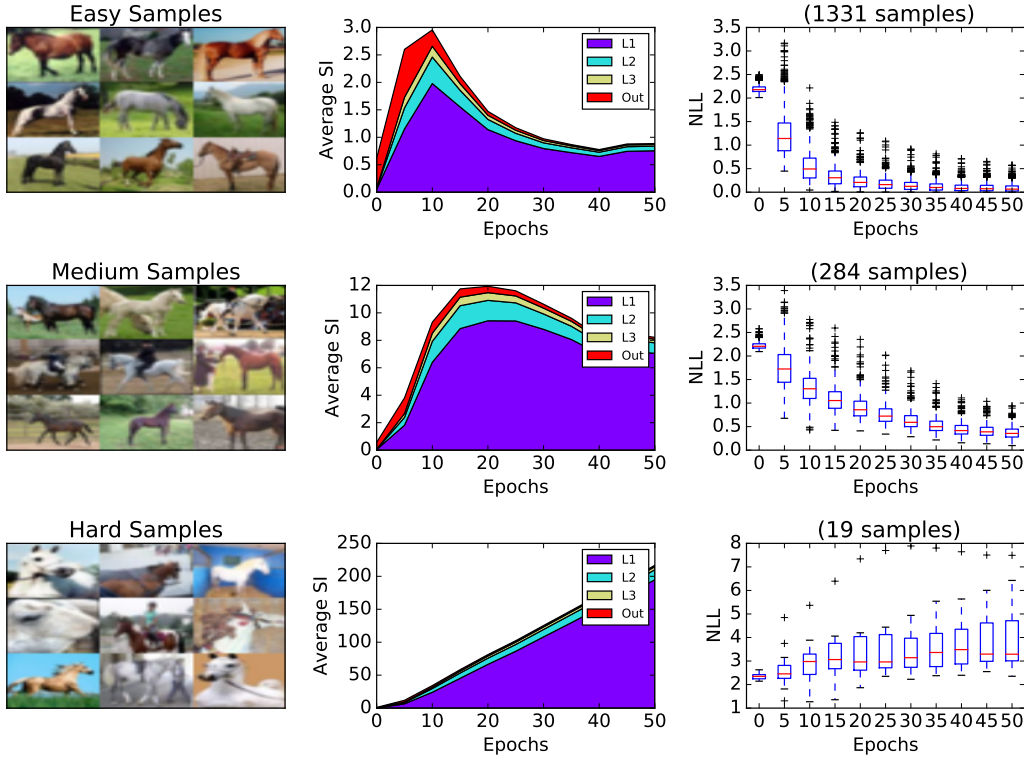 Easy Samples
(1331 samples)
3.0
2.5
2.0
1.5
1.0
0.5
0.0
Average SI
L1
L2
L3
Out
0 10 20 30 40 50
Epochs
3.5
3.0
2.5
2.0
1.5
1.0
0.5
0.0
NLL
0 5 10 15 20 25 30 35 40 45 50
Epochs
Medium Samples
(284 samples)
12
10
8
6
4
2
0
Average SI
L1
L2
L3
Out
0 10 20 30 40 50
Epochs
3.5
3.0
2.5
2.0
1.5
1.0
0.5
0.0
NLL
0 5 10 15 20 25 30 35 40 45 50
Epochs
Hard Samples
(19 samples)
250
200
150
100
50
0
Average SI
L1
L2
L3
Out
0 10 20 30 40 50
Epochs
8
7
6
5
4
3
2
1
NLL
0 5 10 15 20 25 30 35 40 45 50
Epochs